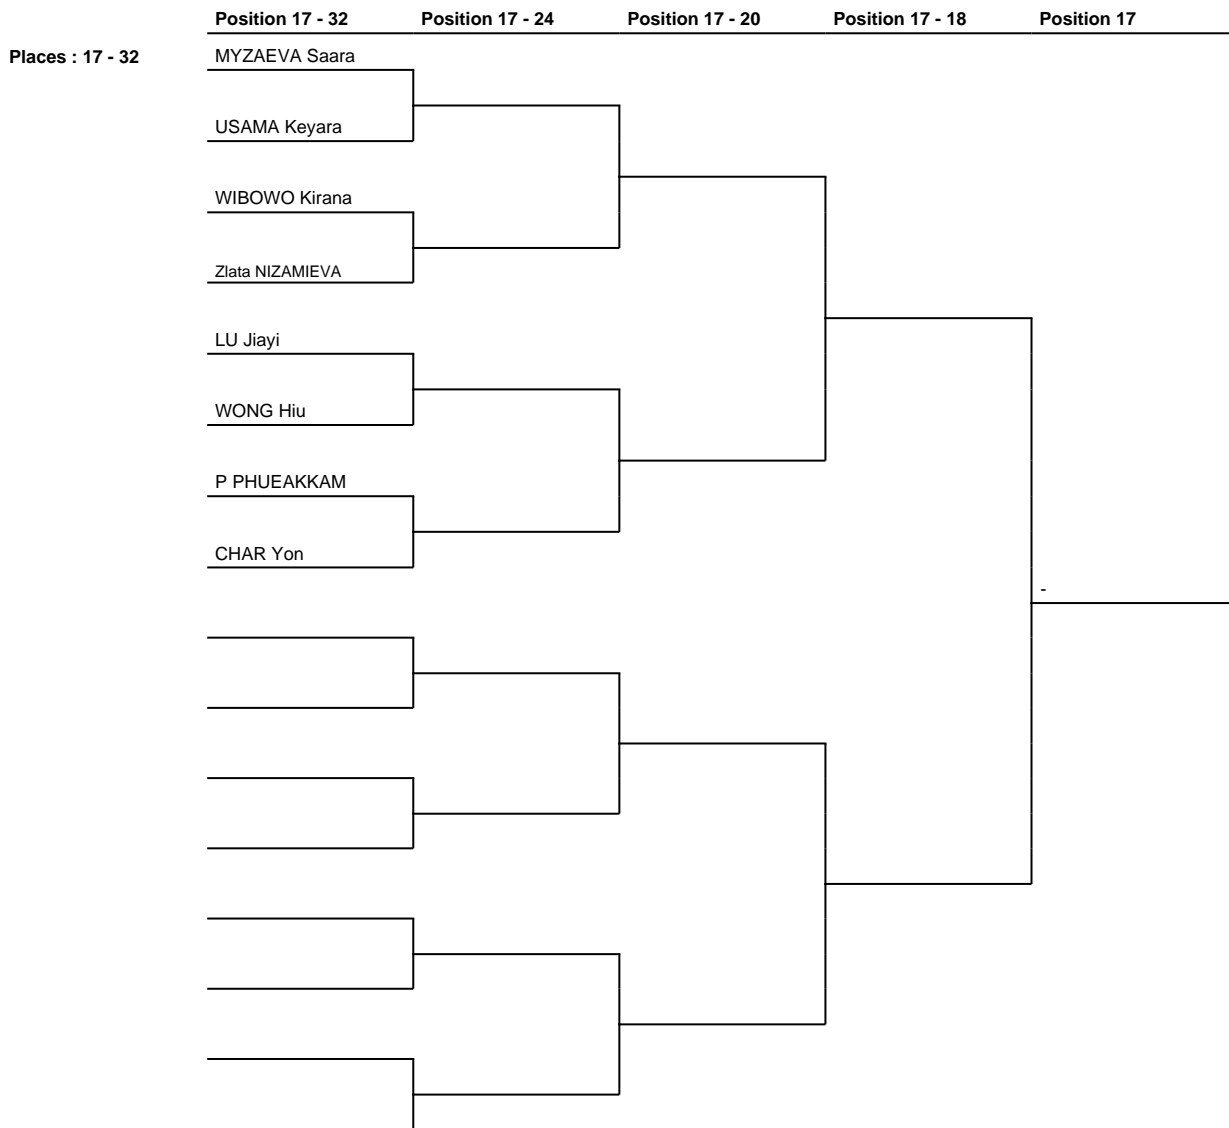 Position 17 - 32 Position 17 - 24 Position 17 - 20 Position 17 - 18 Position 17
Places : 17 - 32 MYZAEVA Saara
USAMA Keyara
WIBOWO Kirana
Zlata NIZAMIEVA
LU Jiayi
WONG Hiu
P PHUEAKKAM
CHAR Yon
-